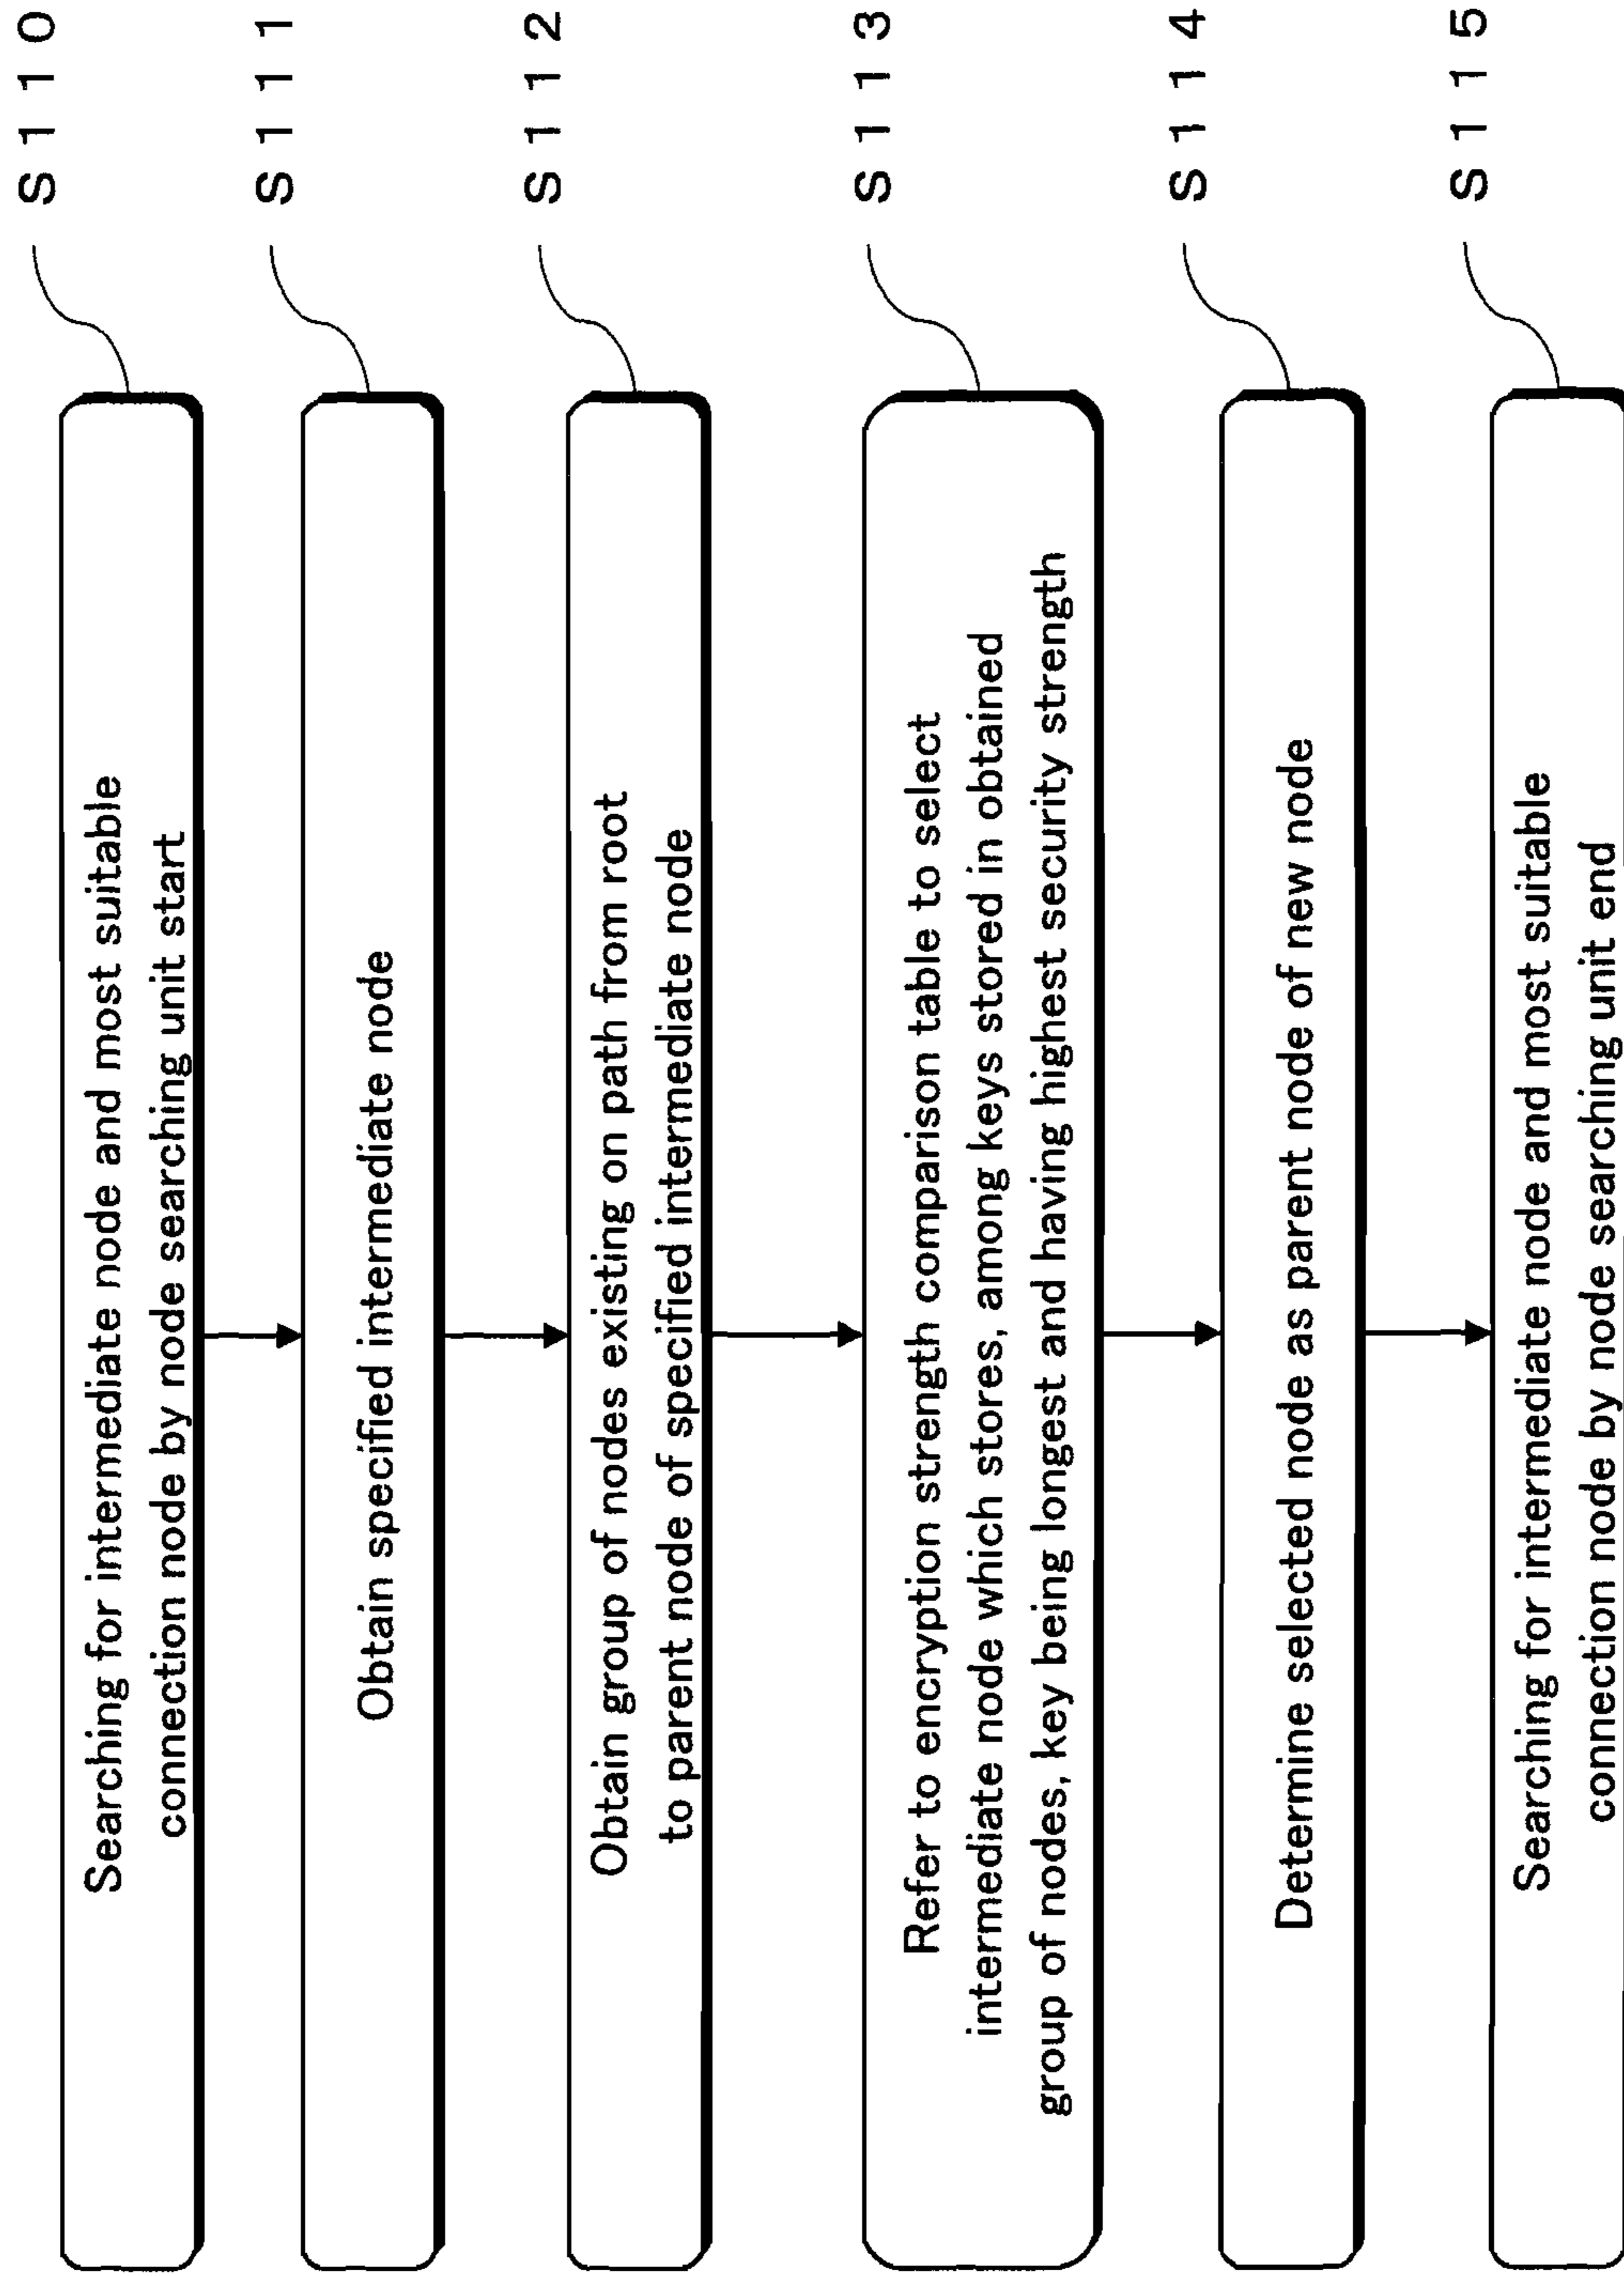 Searching for intermediate node and most suitable
connection node by node searching unit start
S110
Obtain specified intermediate node
S111
Obtain group of nodes existing on path from root
to parent node of specified intermediate node
S112
Refer to encryption strength comparison table to select
intermediate node which stores, among keys stored in obtained
group of nodes, key being longest and having highest security strength
S113
Determine selected node as parent node of new node
S114
Searching for intermediate node and most suitable
connection node by node searching unit end
S115